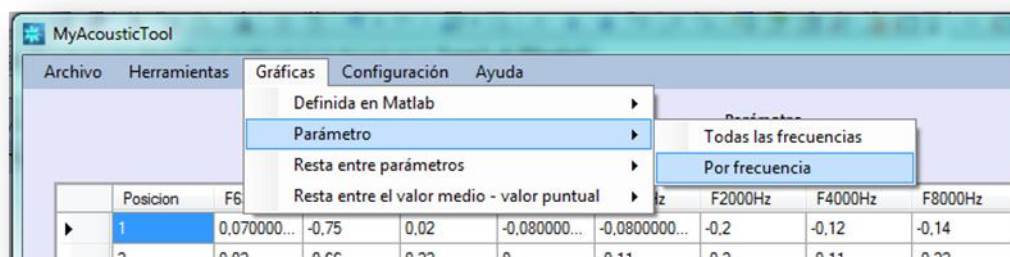 MyAcousticTool
Archivo Herramientas Gráficas Configuración Ayuda
Definida en Matlab
Parámetro
Todas las frecuencias
Resta entre parámetros
Por frecuencia
Resta entre el valor medio - valor puntual
Posicion F6 Hz F2000Hz F4000Hz F8000Hz
1 0,070000... -0,75 0,02 -0,080000... -0,0800000... -0,2 -0,12 -0,14